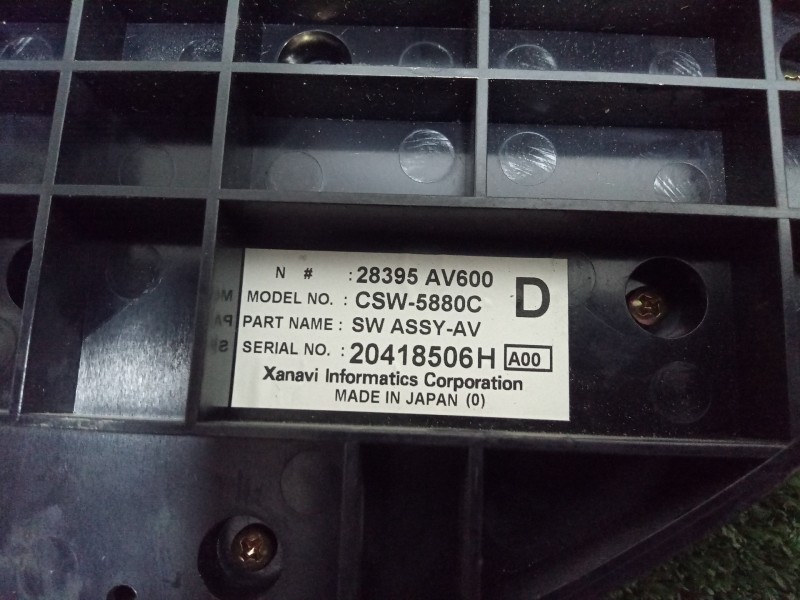 N # : 28395 AV600
D
MODEL NO. : CSW-5880C
PART NAME : SW ASSY-AV
SERIAL NO. : 20418506H A00
Xanavi Informatics Corporation
MADE IN JAPAN (0)